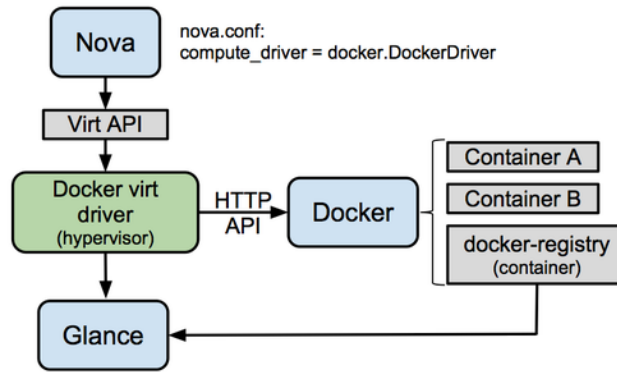 Nova
nova.conf:
compute_driver = docker.DockerDriver
Virt API
Docker virt
driver
(hypervisor)
HTTP
API
Docker
Container A
Container B
docker-registry
(container)
Glance